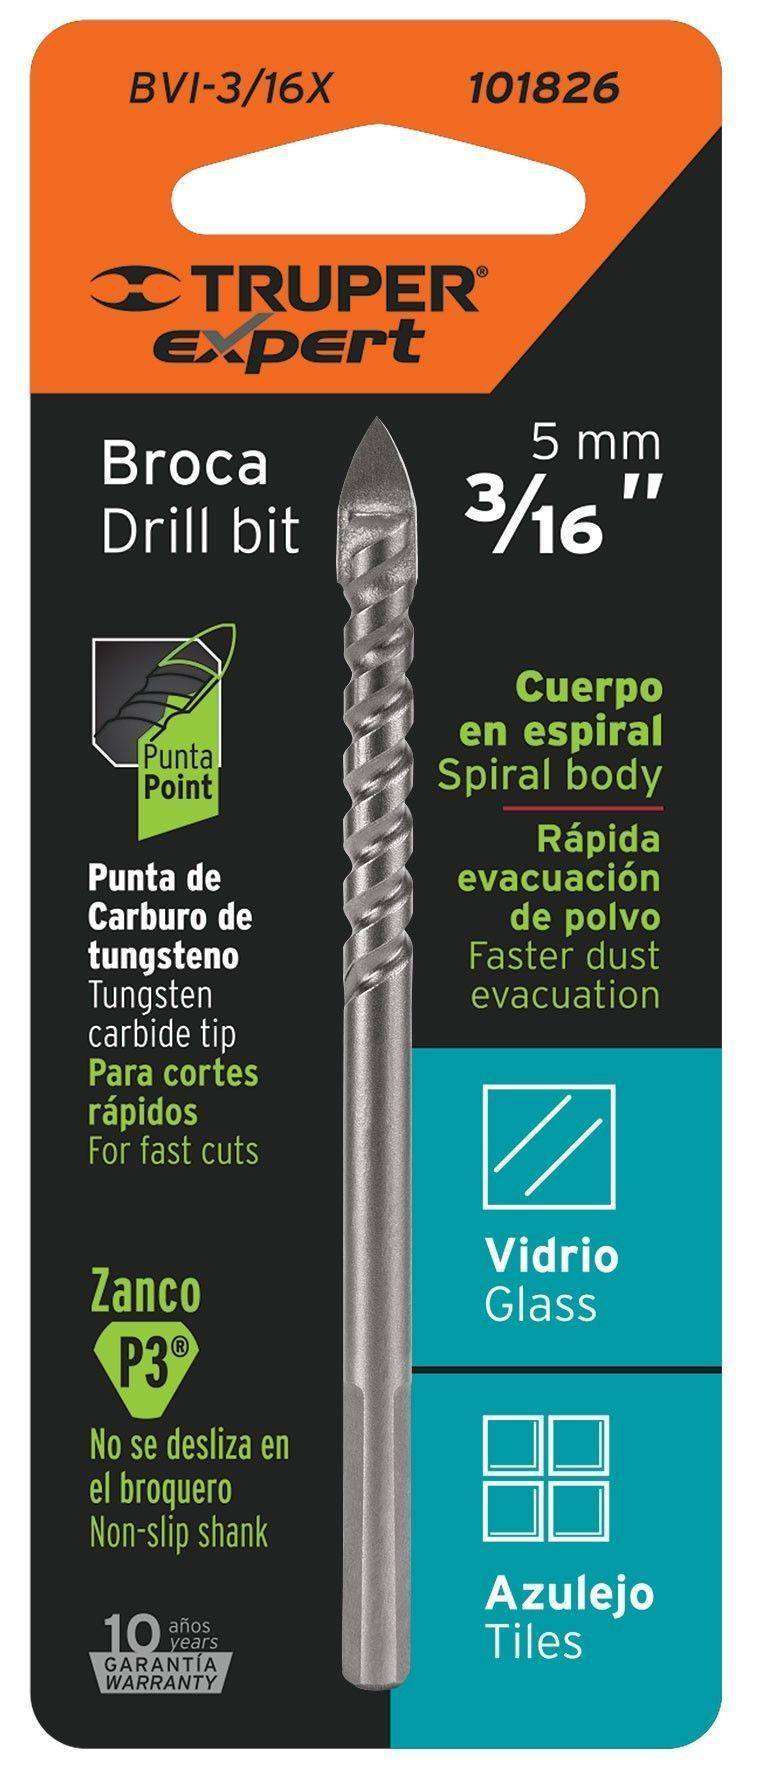 BVI-3/16X 101826
TRUPER®
expert
Broca
Drill bit
5 mm
3/16"
Punta
Point
Cuerpo
en espiral
Spiral body
Rápida
evacuación
de polvo
Faster dust
evacuation
Punta de
Carburo de
tungsteno
Tungsten
carbide tip
Para cortes
rápidos
For fast cuts
Vidrio
Glass
Zanco
P3®
No se desliza en
el broquero
Non-slip shank
Azulejo
Tiles
10 años
years
GARANTÍA
WARRANTY